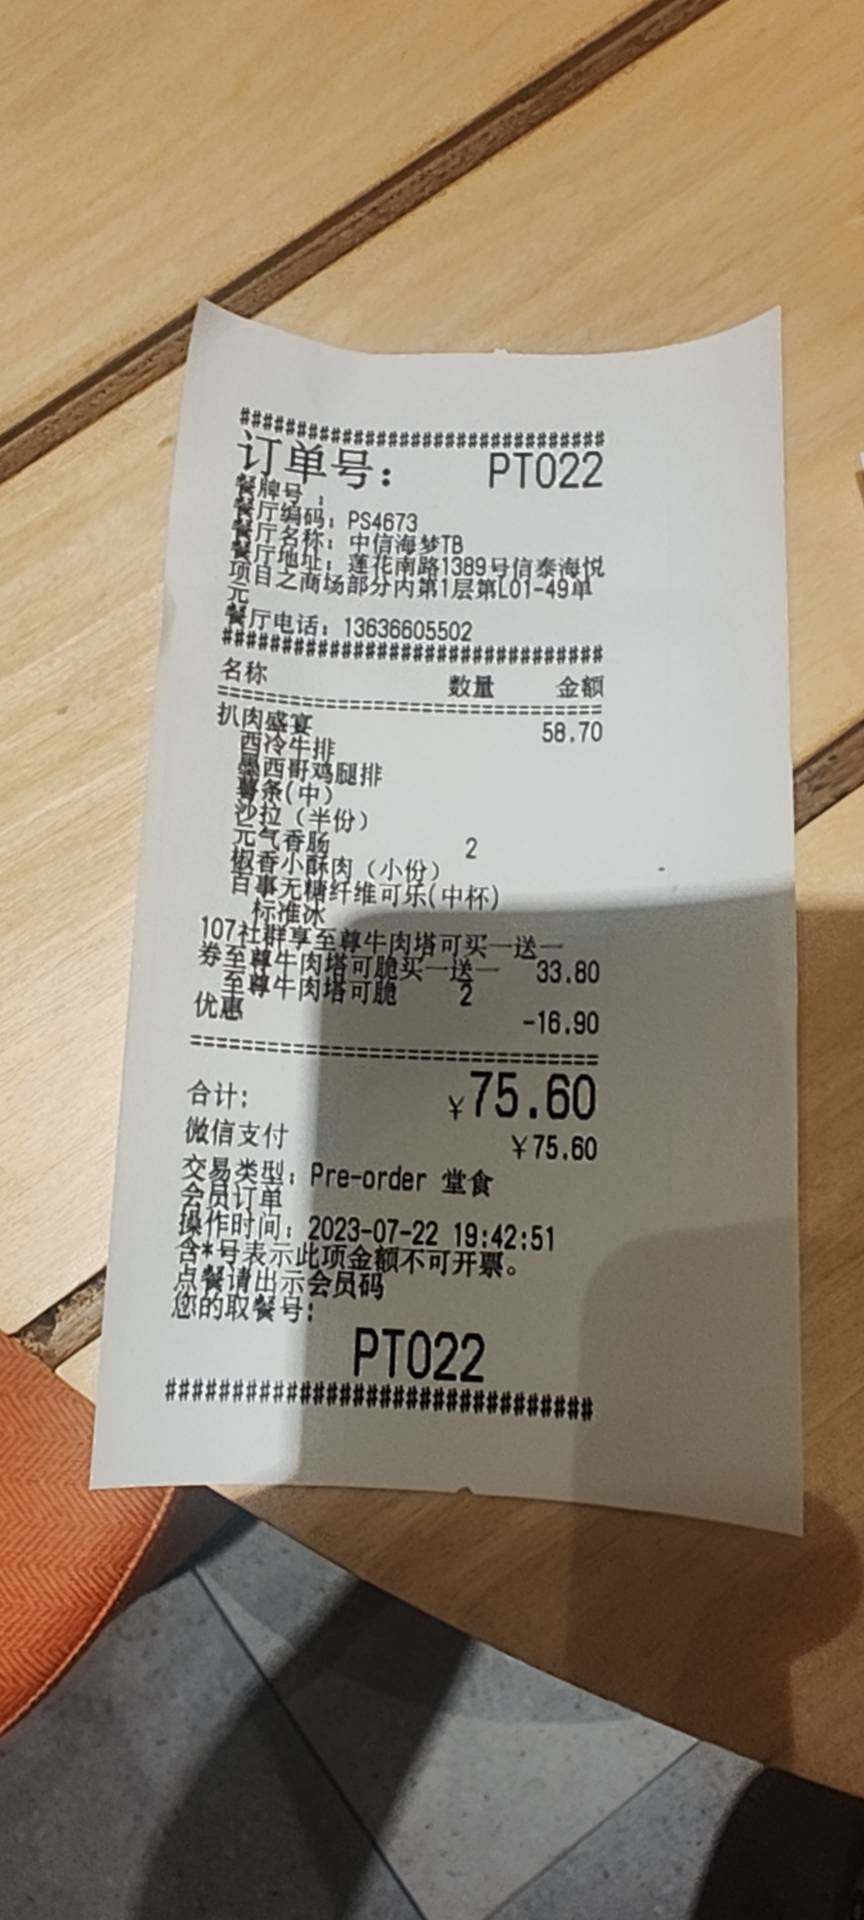 ##############################
订单号: PT022
餐牌号:
餐厅编码: PS4673
餐厅名称: 中信海梦TB
餐厅地址: 莲花南路1389号信泰海悦
项目之商场部分内第1层第L01-49单
元
餐厅电话: 13636605502
################################
名称 数量 金额
==================================
扒肉盛宴 58.70
西冷牛排
墨西哥鸡腿排
薯条(中)
沙拉(半份)
元气香肠 2
椒香小酥肉(小份)
百事无糖纤维可乐(中杯)
标准冰
107社群享至尊牛肉塔可买一送一
券至尊牛肉塔可脆买一送一 33.80
至尊牛肉塔可脆 2
优惠 -16.90
==================================
合计: ¥75.60
微信支付 ¥75.60
交易类型: Pre-order 堂食
会员订单
操作时间: 2023-07-22 19:42:51
含*号表示此项金额不可开票。
点餐请出示会员码
您的取餐号:
PT022
################################